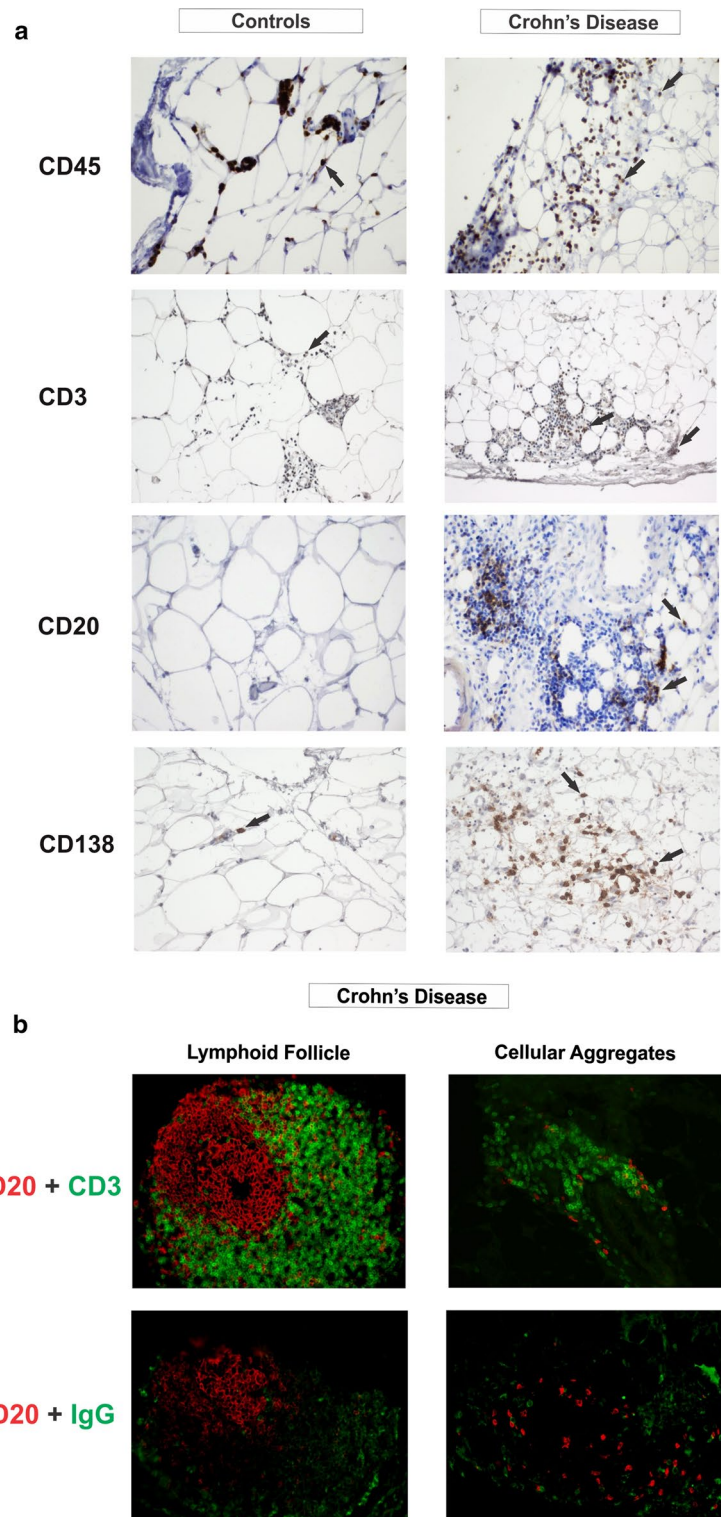 a
Controls
Crohn's Disease
CD45
CD3
CD20
CD138
Crohn's Disease
b
Lymphoid Follicle
Cellular Aggregates
D20 + CD3
D20 + IgG